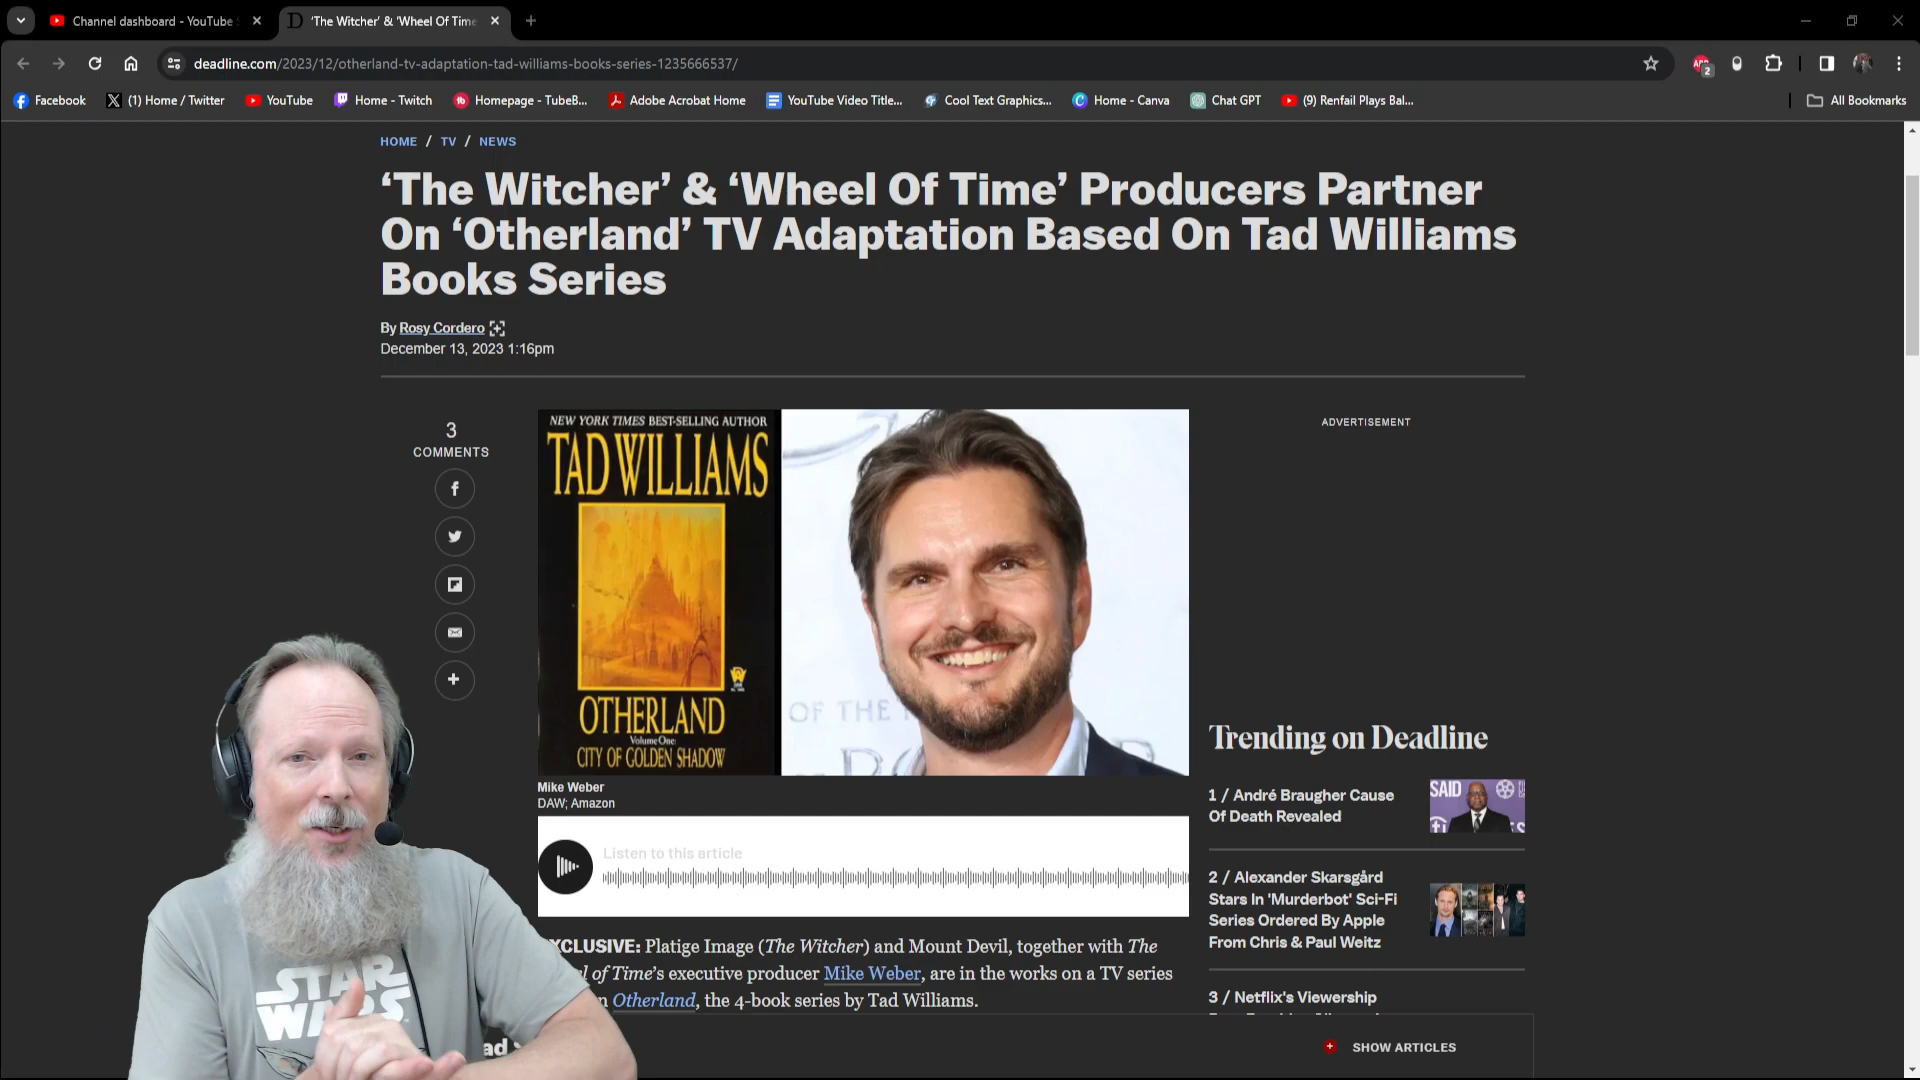 Channel dashboard - YouTube
'The Witcher' & 'Wheel Of Time
deadline.com/2023/12/otherland-tv-adaptation-tad-williams-books-series-1235666537/
2
Facebook
(1) Home / Twitter
YouTube
Home - Twitch
Homepage - TubeB...
Adobe Acrobat Home
YouTube Video Title...
Cool Text Graphics...
Home - Canva
Chat GPT
(9) Renfail Plays Bal...
All Bookmarks
HOME / TV / NEWS
‘The Witcher’ & ‘Wheel Of Time’ Producers Partner
On ‘Otherland’ TV Adaptation Based On Tad Williams
Books Series
By Rosy Cordero
December 13, 2023 1:16pm
3
COMMENTS
NEW YORK TIMES BEST-SELLING AUTHOR
TAD WILLIAMS
OTHERLAND
Volume One:
CITY OF GOLDEN SHADOW
OF THE
ADVERTISEMENT
Mike Weber
DAW; Amazon
Listen to this article
XCLUSIVE: Platige Image (The Witcher) and Mount Devil, together with The
l of Time’s executive producer Mike Weber, are in the works on a TV series
n Otherland, the 4-book series by Tad Williams.
Trending on Deadline
1 / André Braugher Cause
Of Death Revealed
SAID
2 / Alexander Skarsgård
Stars In 'Murderbot' Sci-Fi
Series Ordered By Apple
From Chris & Paul Weitz
3 / Netflix's Viewership
SHOW ARTICLES
STAR
WARS
ad